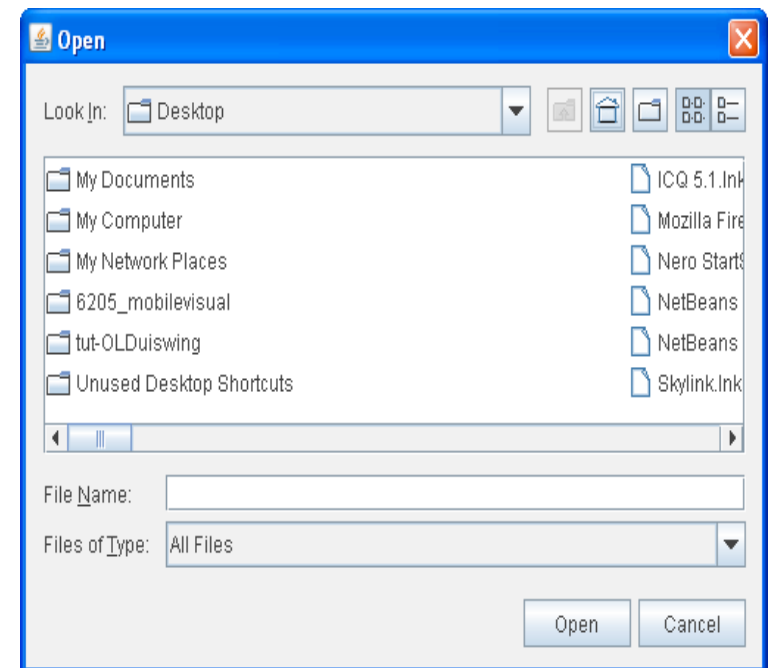 Open
Look In: Desktop
My Documents
My Computer
My Network Places
6205_mobilevisual
tut-OLDuiswing
Unused Desktop Shortcuts
ICQ 5.1.lnk
Mozilla Fire
Nero StartS
NetBeans
NetBeans
Skylink.lnk
File Name:
Files of Type: All Files
Open Cancel